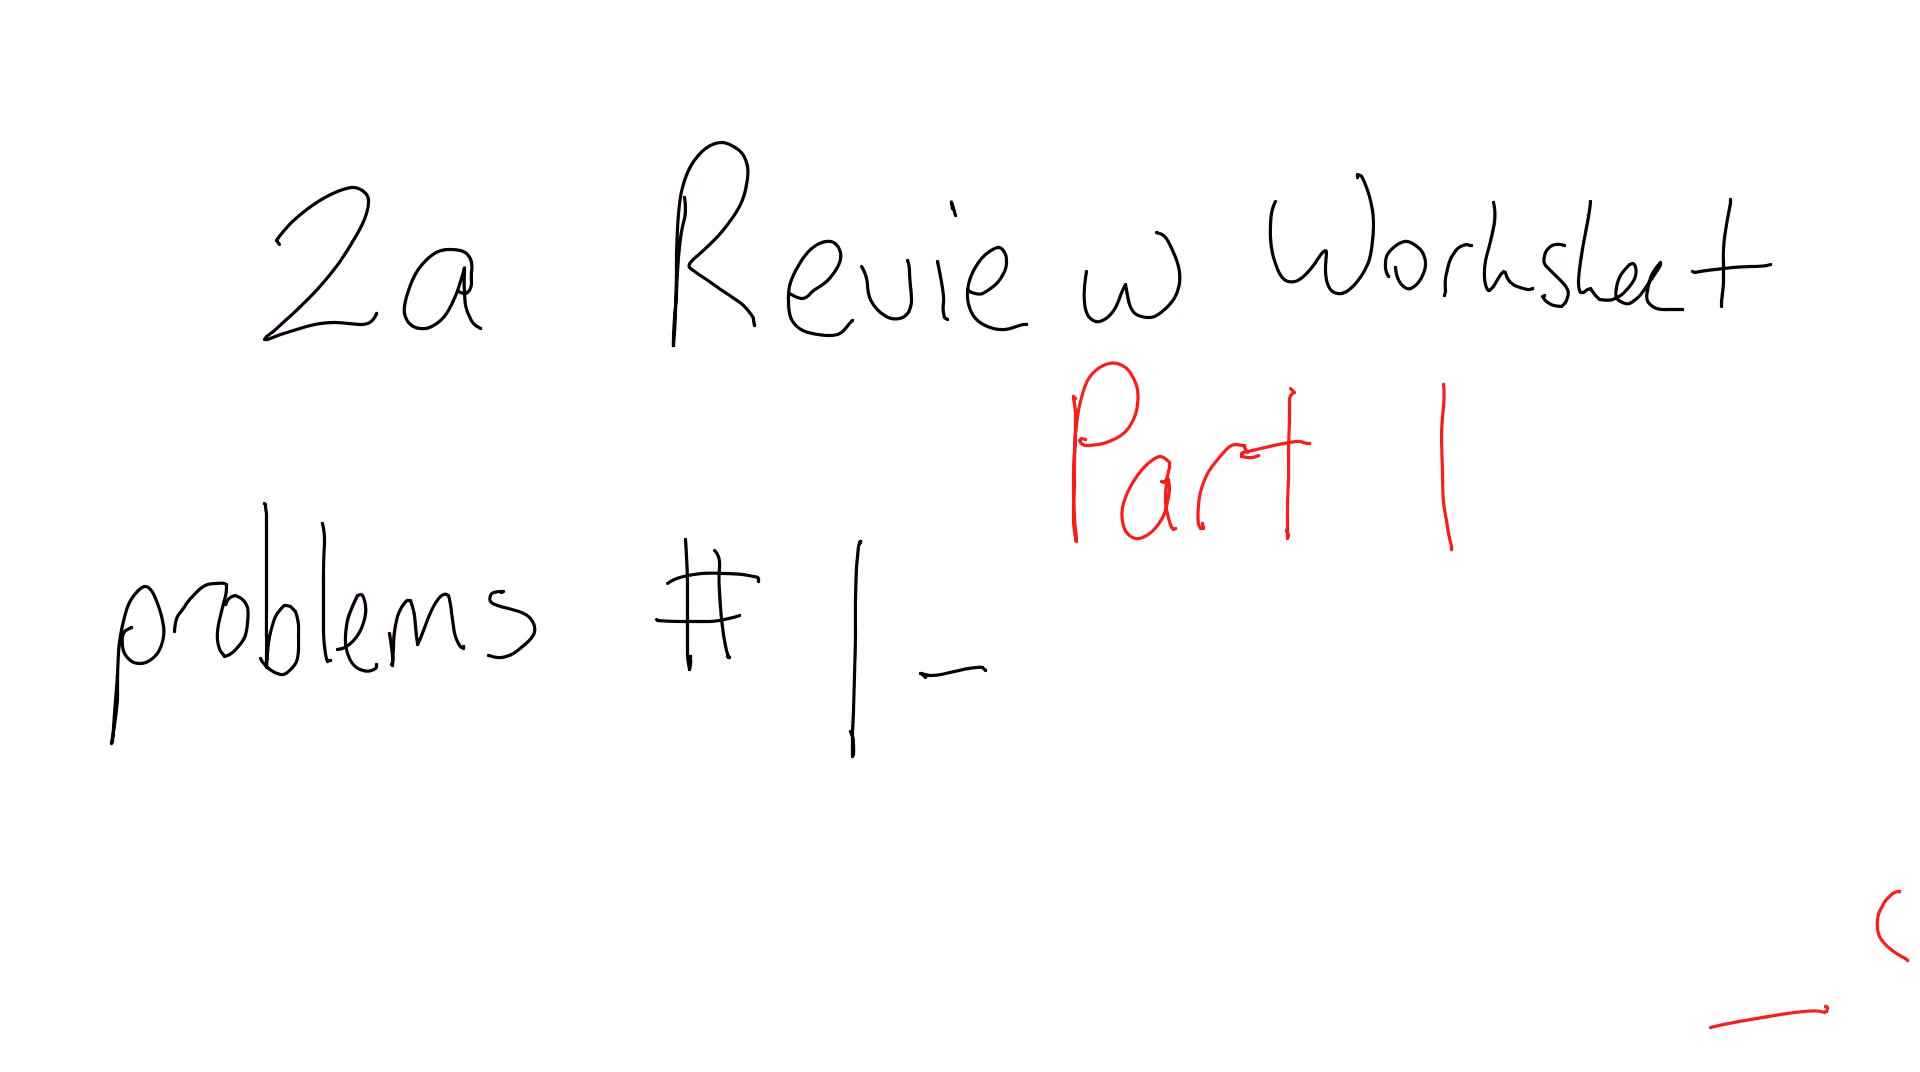 2a Review Worksheet
Part 1
problems # 1 -